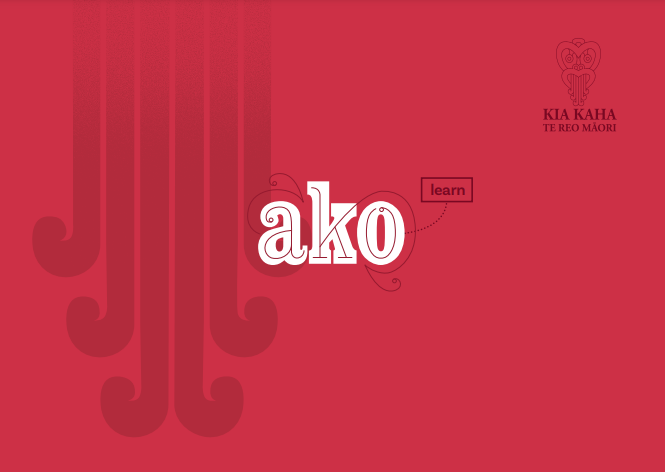 KIA KAHA
TE REO MĀORI
ako
learn